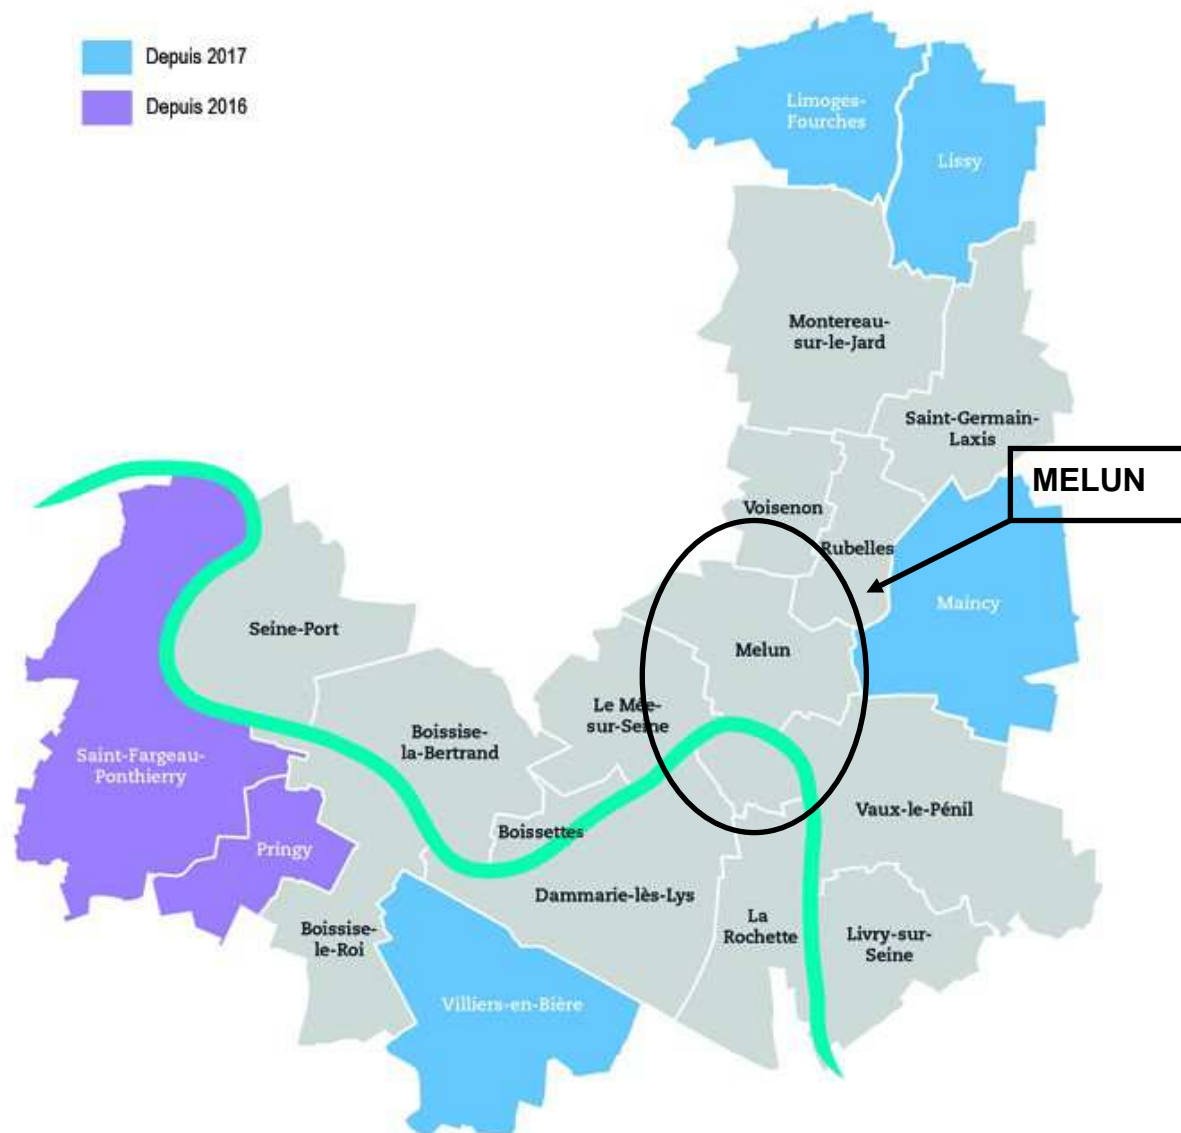 Depuis 2017
Depuis 2016
Limoges-
Fourches
Lissy
Montereau-
sur-le-Jard
Saint-Germain-
Laxis
MELUN
Voisenon
Rubelles
Maincy
Seine-Port
Melun
Le Mée-
sur-Seine
Boissise-
la-Bertrand
Saint-Fargeau-
Ponthierry
Vaux-le-Pénil
Boissettes
Pringy
Dammarie-lès-Lys
La
Rochette
Boissise-
le-Roi
Livry-sur-
Seine
Villiers-en-Bière